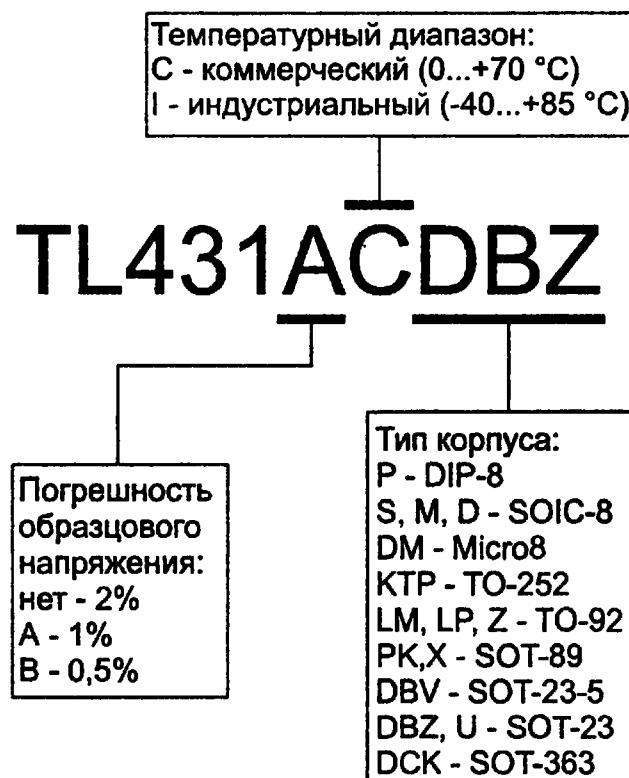 Температурный диапазон:
C - коммерческий (0...+70 °C)
I - индустриальный (-40...+85 °C)
TL431ACDBZ
Погрешность
образцового
напряжения:
нет - 2%
A - 1%
B - 0,5%
Тип корпуса:
P - DIP-8
S, M, D - SOIC-8
DM - Micro8
KTP - TO-252
LM, LP, Z - TO-92
PK,X - SOT-89
DBV - SOT-23-5
DBZ, U - SOT-23
DCK - SOT-363